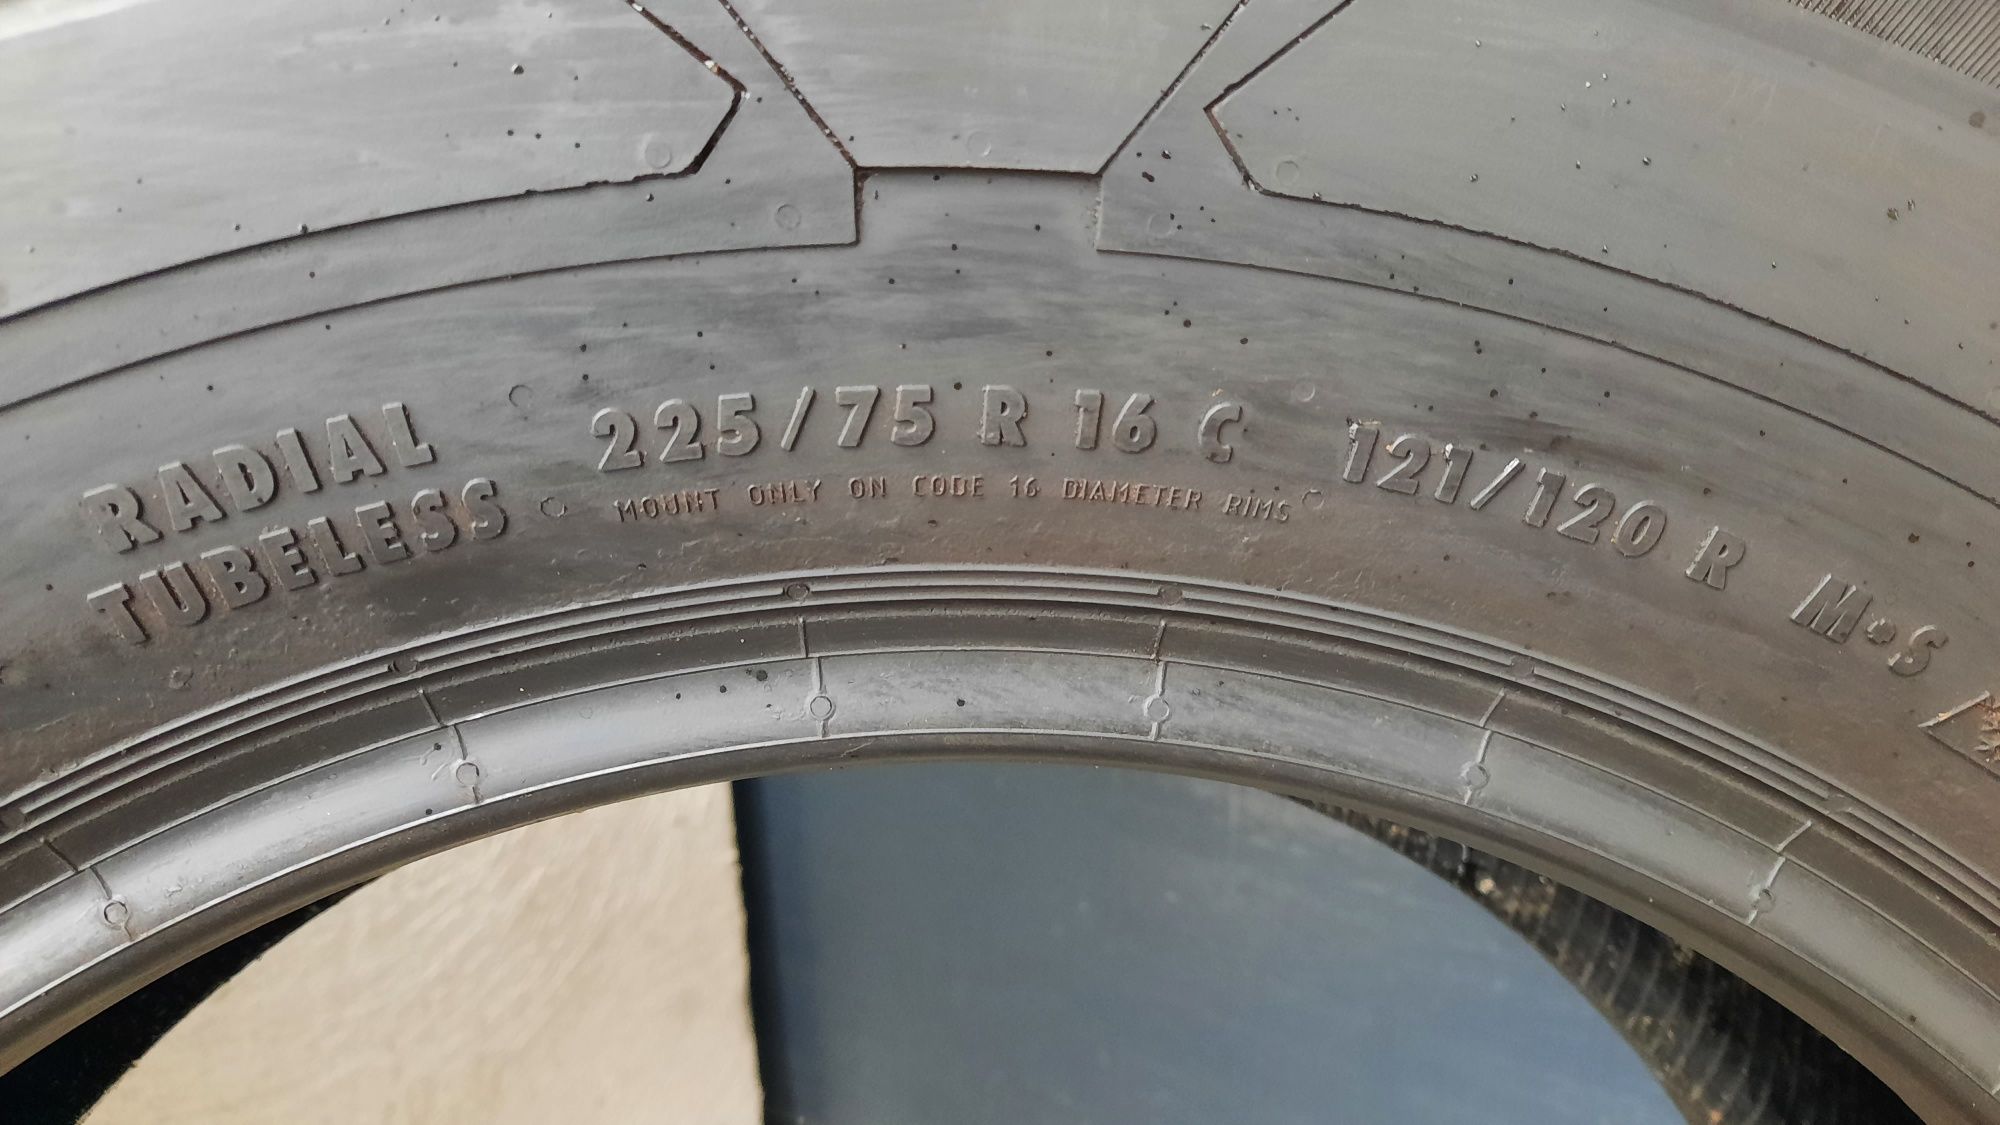 RADIAL
TUBELESS
225/75 R 16 C
MOUNT ONLY ON CODE 16 DIAMETER RIMS
121/120 R M•S